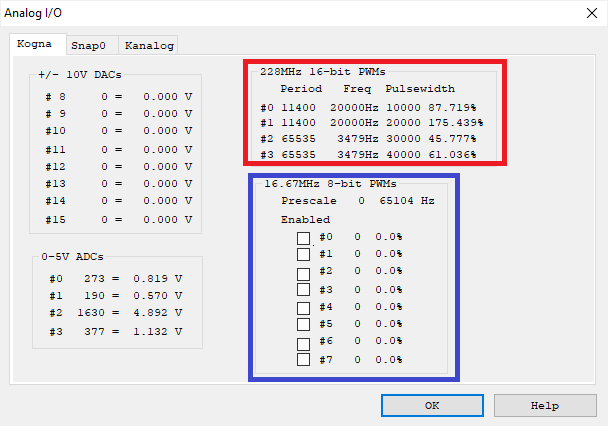 Analog I/O
Kogna Snap0 Kanalog
+/- 10V DACs
# 8 0 = 0.000 V
# 9 0 = 0.000 V
#10 0 = 0.000 V
#11 0 = 0.000 V
#12 0 = 0.000 V
#13 0 = 0.000 V
#14 0 = 0.000 V
#15 0 = 0.000 V
0-5V ADCs
#0 273 = 0.819 V
#1 190 = 0.570 V
#2 1630 = 4.892 V
#3 377 = 1.132 V
228MHz 16-bit PWMs
Period Freq Pulsewidth
#0 11400 20000Hz 10000 87.719%
#1 11400 20000Hz 20000 175.439%
#2 65535 3479Hz 30000 45.777%
#3 65535 3479Hz 40000 61.036%
16.67MHz 8-bit PWMs
Prescale 0 65104 Hz
Enabled
#0 0 0.0%
#1 0 0.0%
#2 0 0.0%
#3 0 0.0%
#4 0 0.0%
#5 0 0.0%
#6 0 0.0%
#7 0 0.0%
OK Help